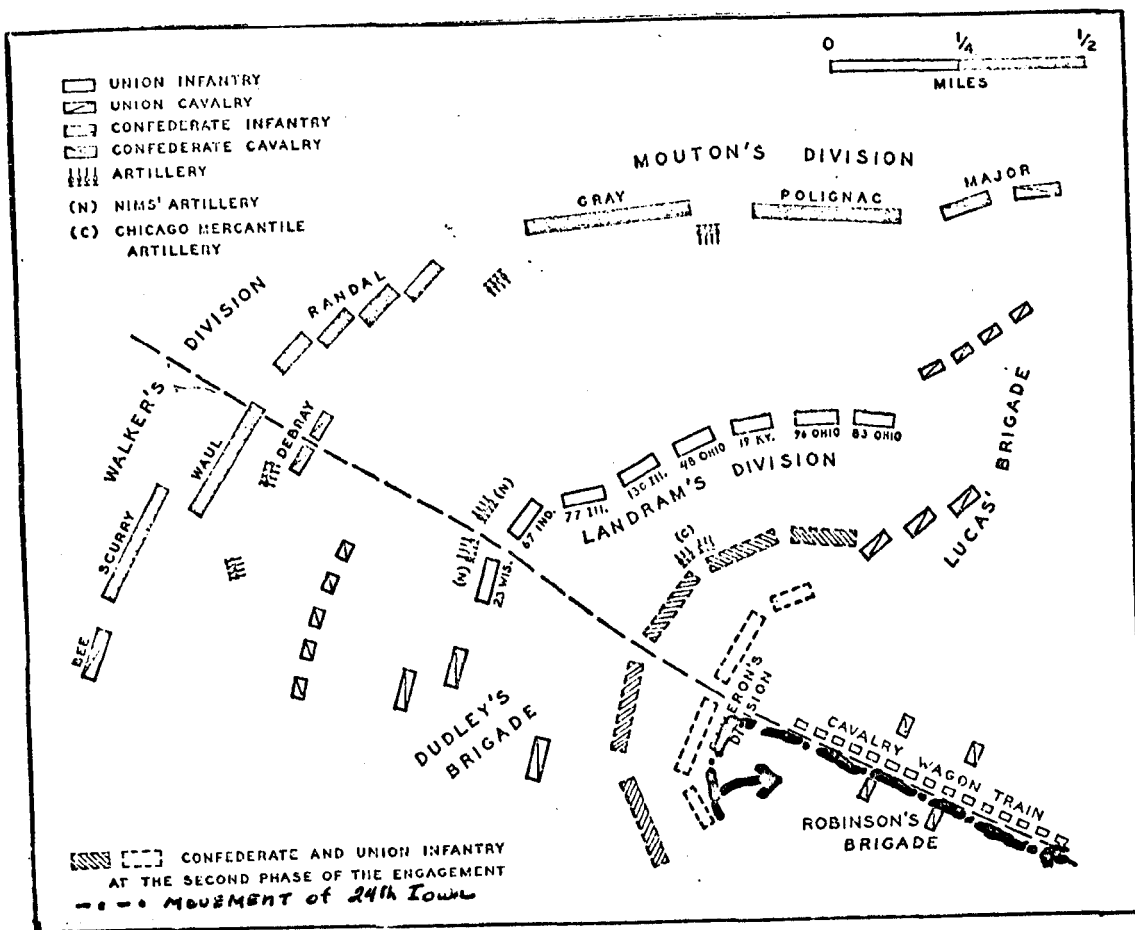 0 1/4 1/2
MILES
UNION INFANTRY
UNION CAVALRY
CONFEDERATE INFANTRY
CONFEDERATE CAVALRY
ARTILLERY
(N) NIMS' ARTILLERY
(C) CHICAGO MERCANTILE
ARTILLERY
MOUTON'S DIVISION
GRAY
POLIGNAC
MAJOR
WALKER'S DIVISION
RANDAL
DEBRAY
WAUL
SCURRY
BEE
(N)
(N)
23 WIS.
67 IND.
77 ILL.
130 ILL.
48 OHIO
19 KY.
96 OHIO
83 OHIO
LANDRAM'S DIVISION
(C)
LUCAS' BRIGADE
DUDLEY'S
BRIGADE
DIVISION
CAVALRY WAGON TRAIN
ROBINSON'S
BRIGADE
CONFEDERATE AND UNION INFANTRY
AT THE SECOND PHASE OF THE ENGAGEMENT
MOVEMENT of 24th Iowa